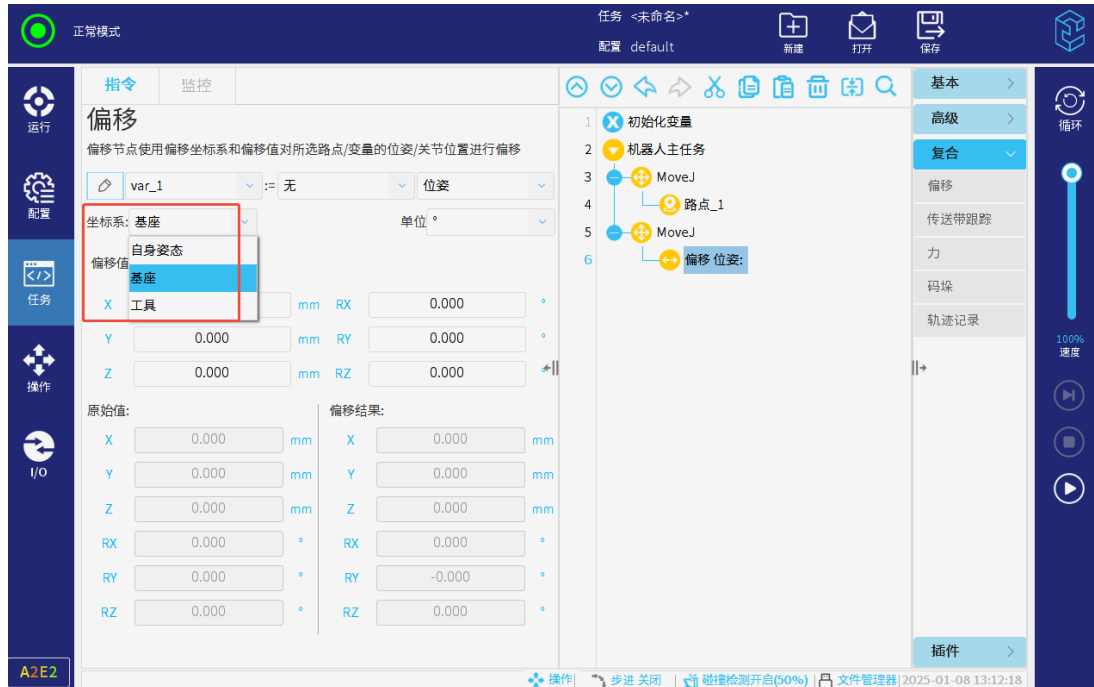 正常模式
任务 <未命名>*
配置 default
新建
打开
保存
运行
配置
任务
操作
I/O
A2E2
指令 监控
偏移
偏移节点使用偏移坐标系和偏移值对所选路点/变量的位姿/关节位置进行偏移
var_1 := 无 位姿
坐标系: 基座 单位 °
自身姿态
偏移值
基座
工具
X mm RX 0.000 °
Y 0.000 mm RY 0.000 °
Z 0.000 mm RZ 0.000 °
原始值: 偏移结果:
X 0.000 mm X 0.000 mm
Y 0.000 mm Y 0.000 mm
Z 0.000 mm Z 0.000 mm
RX 0.000 ° RX 0.000 °
RY 0.000 ° RY -0.000 °
RZ 0.000 ° RZ 0.000 °
1 初始化变量
2 机器人主任务
3 MoveJ
4 路点_1
5 MoveJ
6 偏移 位姿:
基本
高级
复合
偏移
传送带跟踪
力
码垛
轨迹记录
插件
循环
100%
速度
操作| 步进 关闭 | 碰撞检测开启(50%) | 文件管理器|2025-01-08 13:12:18